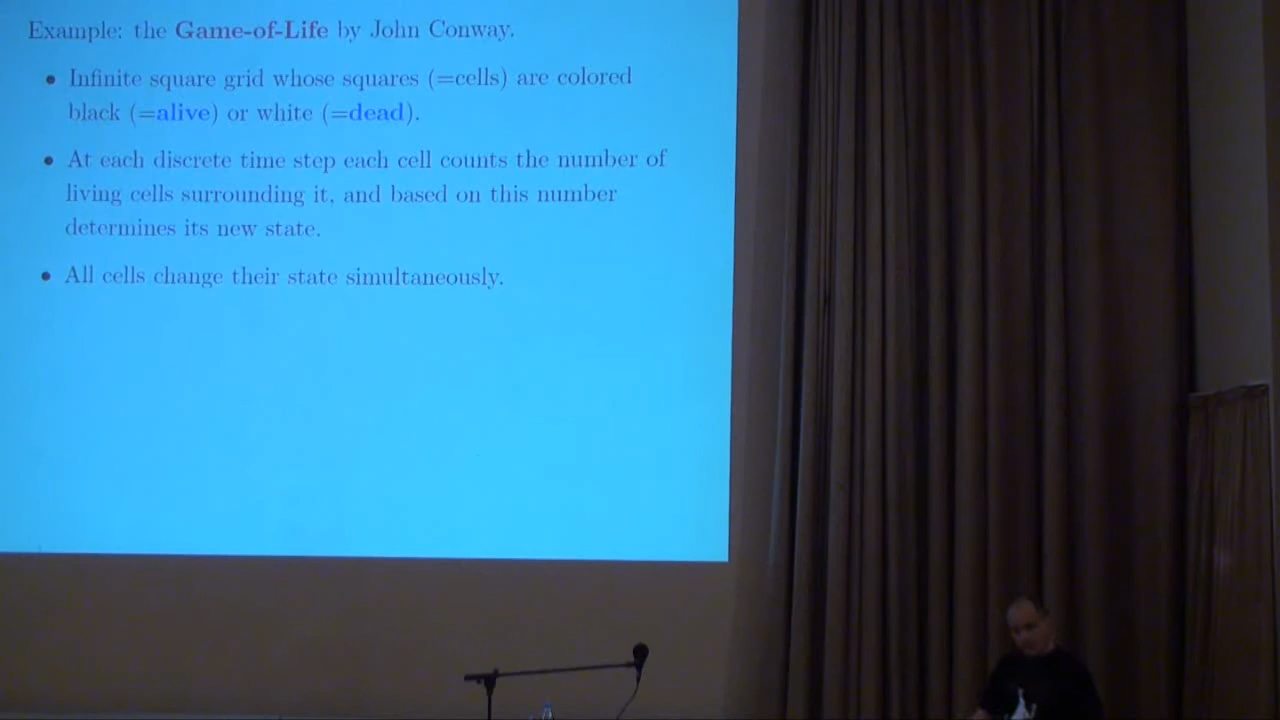 Example: the Game-of-Life by John Conway.
• Infinite square grid whose squares (=cells) are colored
black (=alive) or white (=dead).
• At each discrete time step each cell counts the number of
living cells surrounding it, and based on this number
determines its new state.
• All cells change their state simultaneously.